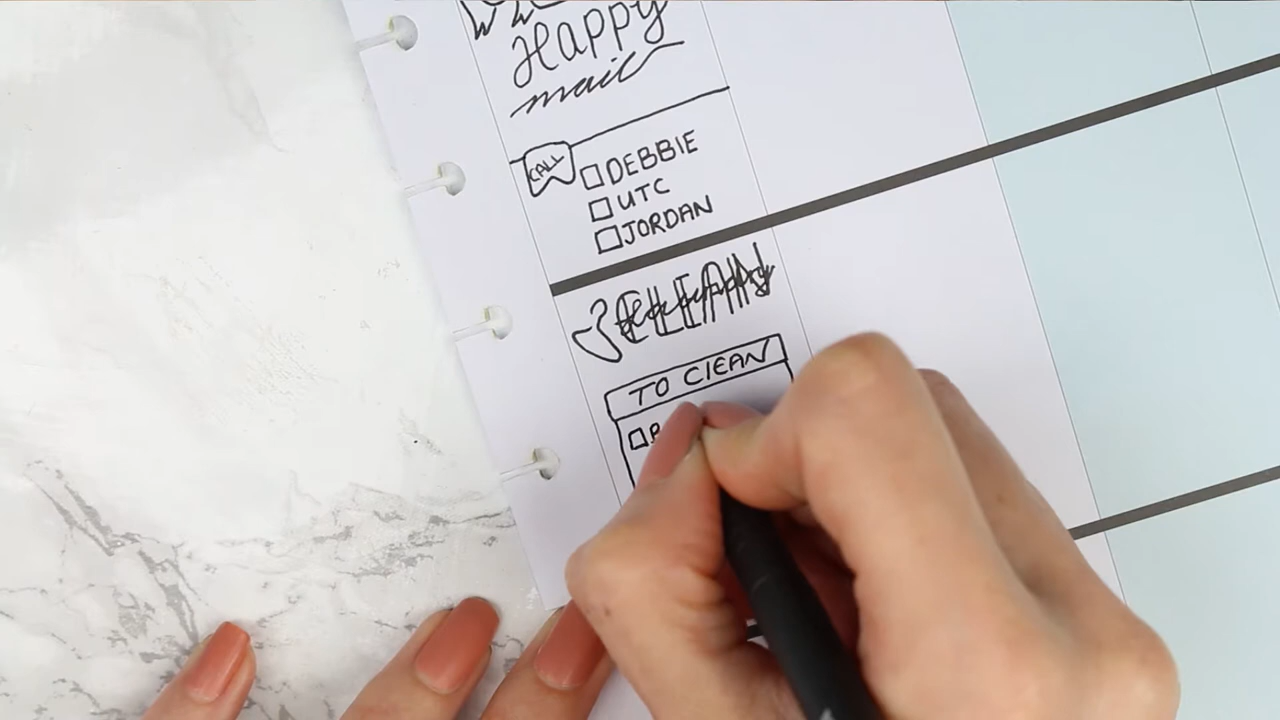 Happy
mail
CALL
DEBBIE
UTC
JORDAN
CLEAN
TO CLEAN